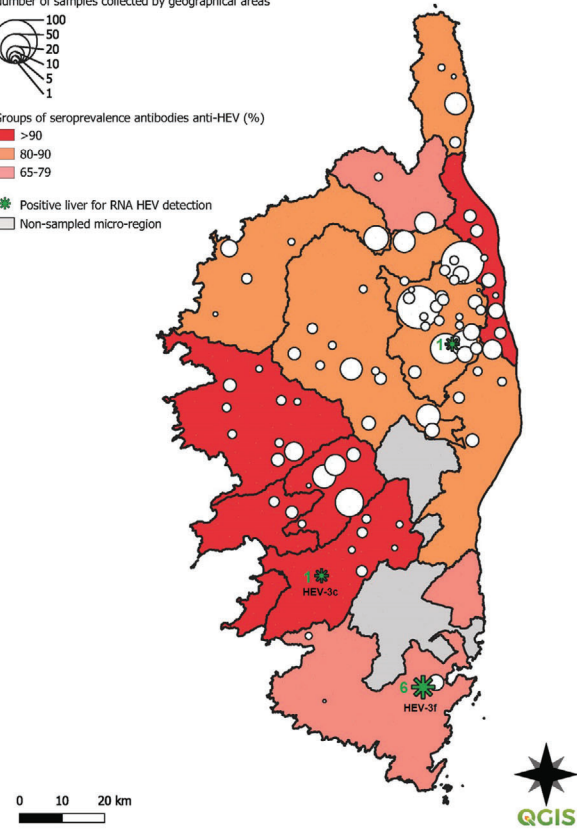 Number of samples collected by geographical areas
100
50
20
10
5
1
Groups of seroprevalence antibodies anti-HEV (%)
>90
80-90
65-79
Positive liver for RNA HEV detection
Non-sampled micro-region
1
1
HEV-3c
6
HEV-3f
0 10 20 km
QGIS